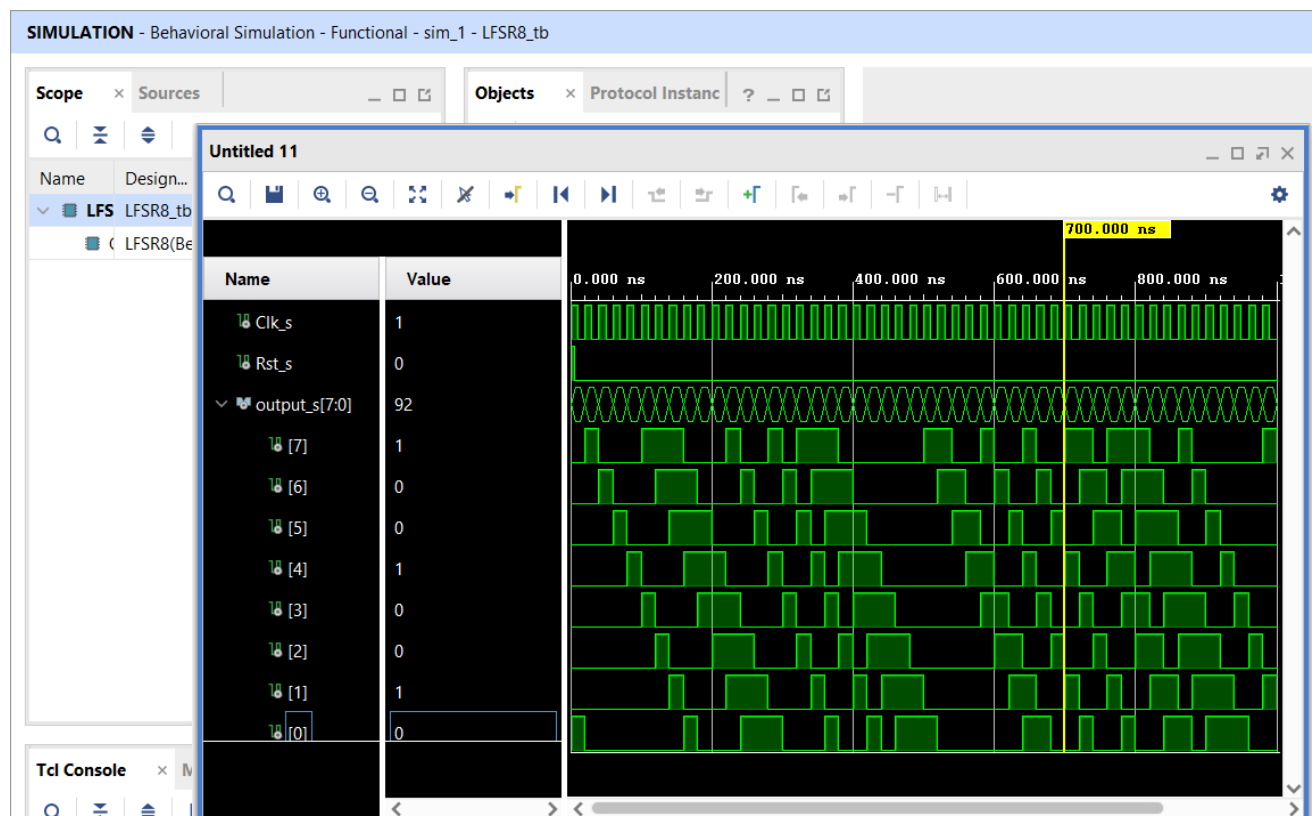 SIMULATION - Behavioral Simulation - Functional - sim_1 - LFSR8_tb
Scope × Sources
Objects × Protocol Instanc ?
Name Design...
LFS LFSR8_tb
( LFSR8(Be
Untitled 11
700.000 ns
Name Value
0.000 ns 200.000 ns 400.000 ns 600.000 ns 800.000 ns
Clk_s 1
Rst_s 0
output_s[7:0] 92
[7] 1
[6] 0
[5] 0
[4] 1
[3] 0
[2] 0
[1] 1
[0] 0
Tcl Console ×